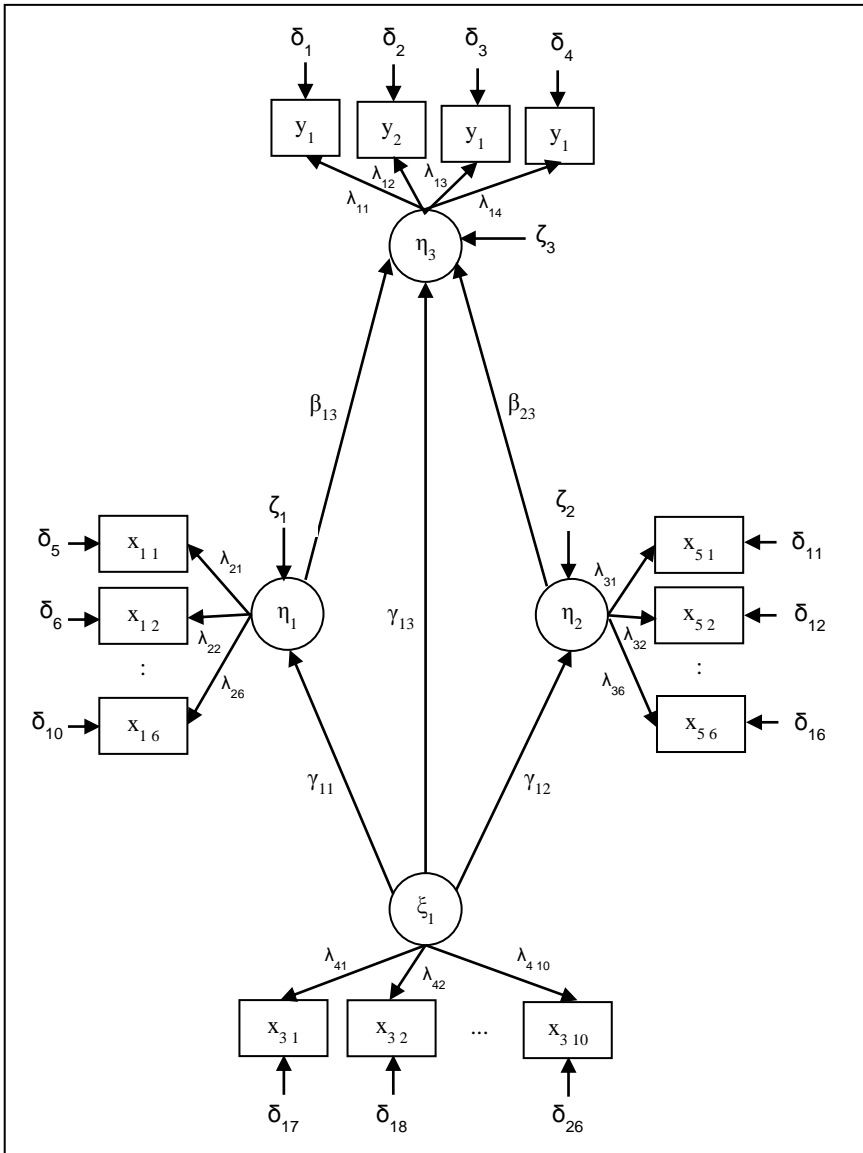 δ₁ δ₂ δ₃ δ₄
y₁ y₂ y₁ y₁
λ₁₁ λ₁₂ λ₁₃ λ₁₄
η₃ ζ₃
β₁₃ β₂₃
ζ₁ ζ₂
δ₅ x₁ ₁ λ₂₁ λ₃₁ x₅ ₁ δ₁₁
δ₆ x₁ ₂ λ₂₂ η₁ γ₁₃ η₂ λ₃₂ x₅ ₂ δ₁₂
: :
δ₁₀ x₁ ₆ λ₂₆ λ₃₆ x₅ ₆ δ₁₆
γ₁₁ γ₁₂
ξ₁
λ₄₁ λ₄₂ λ₄ ₁₀
x₃ ₁ x₃ ₂ ... x₃ ₁₀
δ₁₇ δ₁₈ δ₂₆